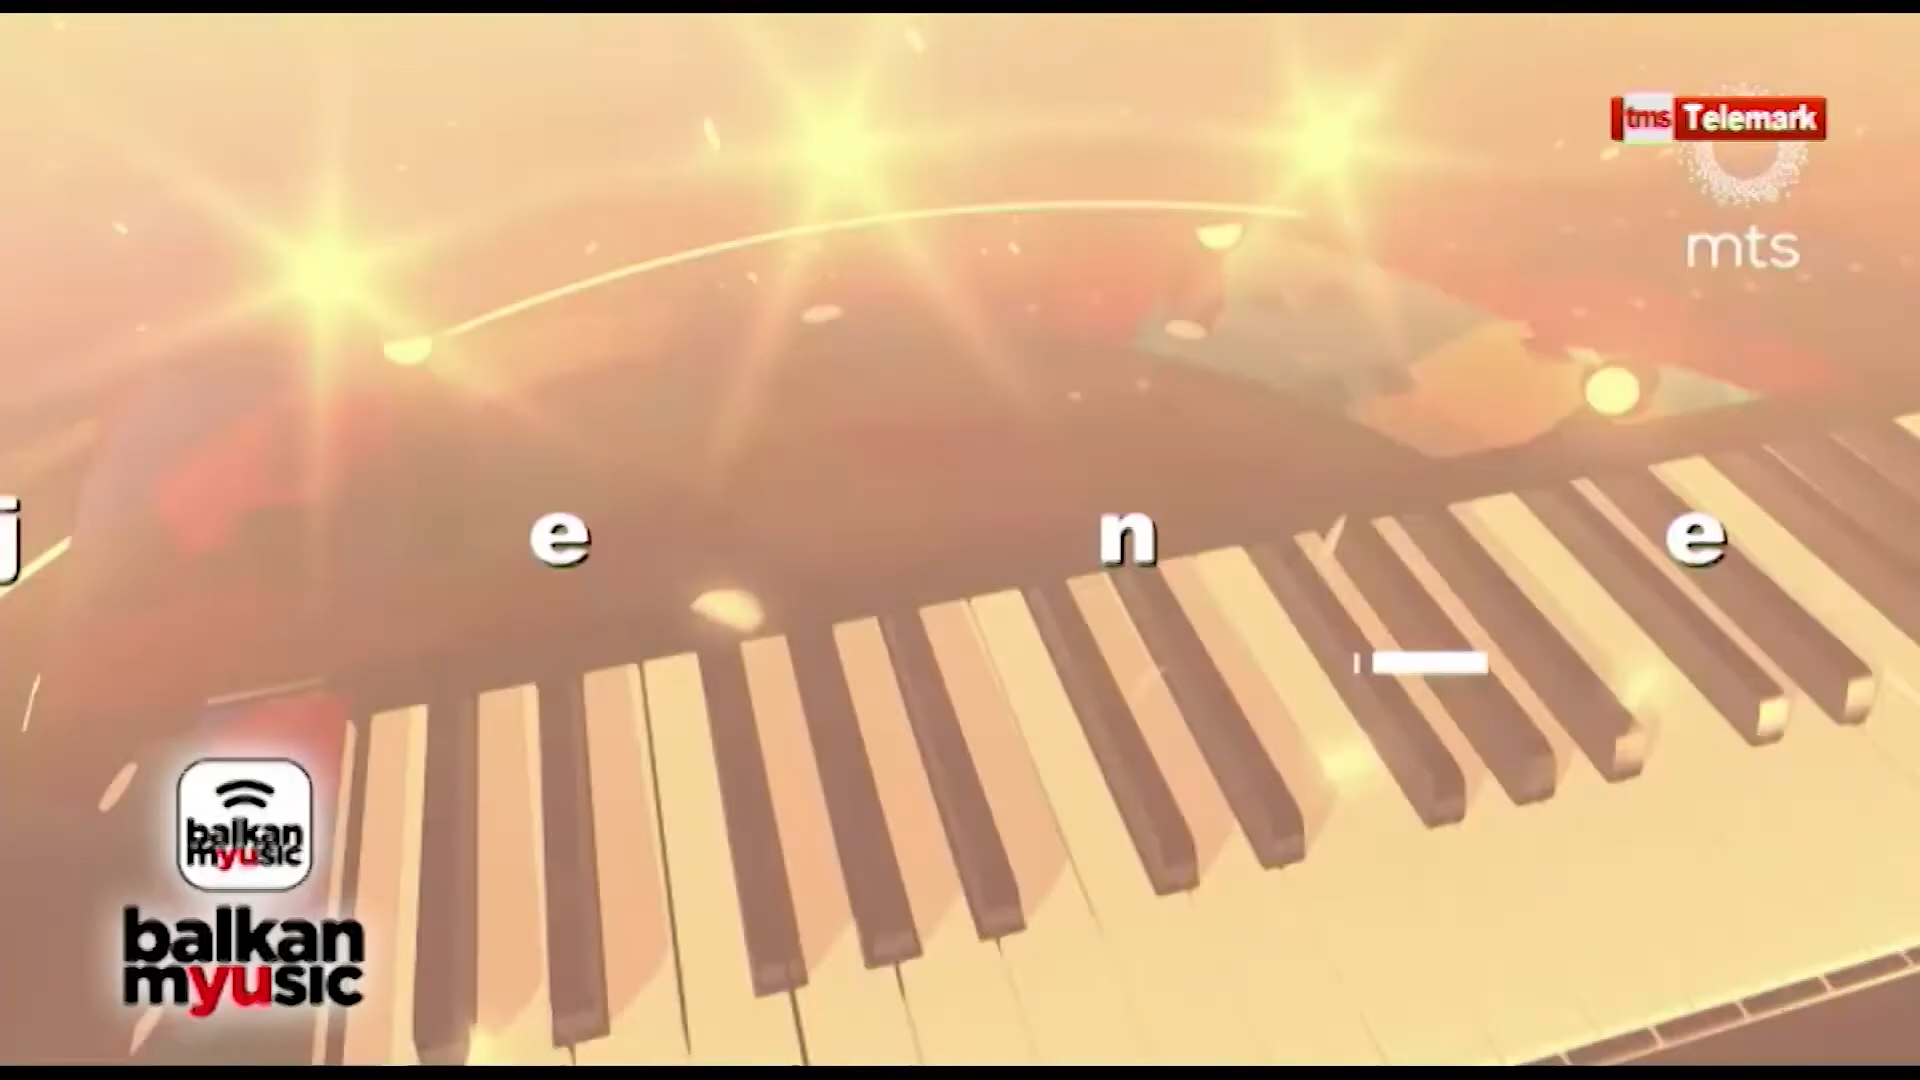 tms Telemark
mts
j e n e
balkan
myusic
balkan
myusic